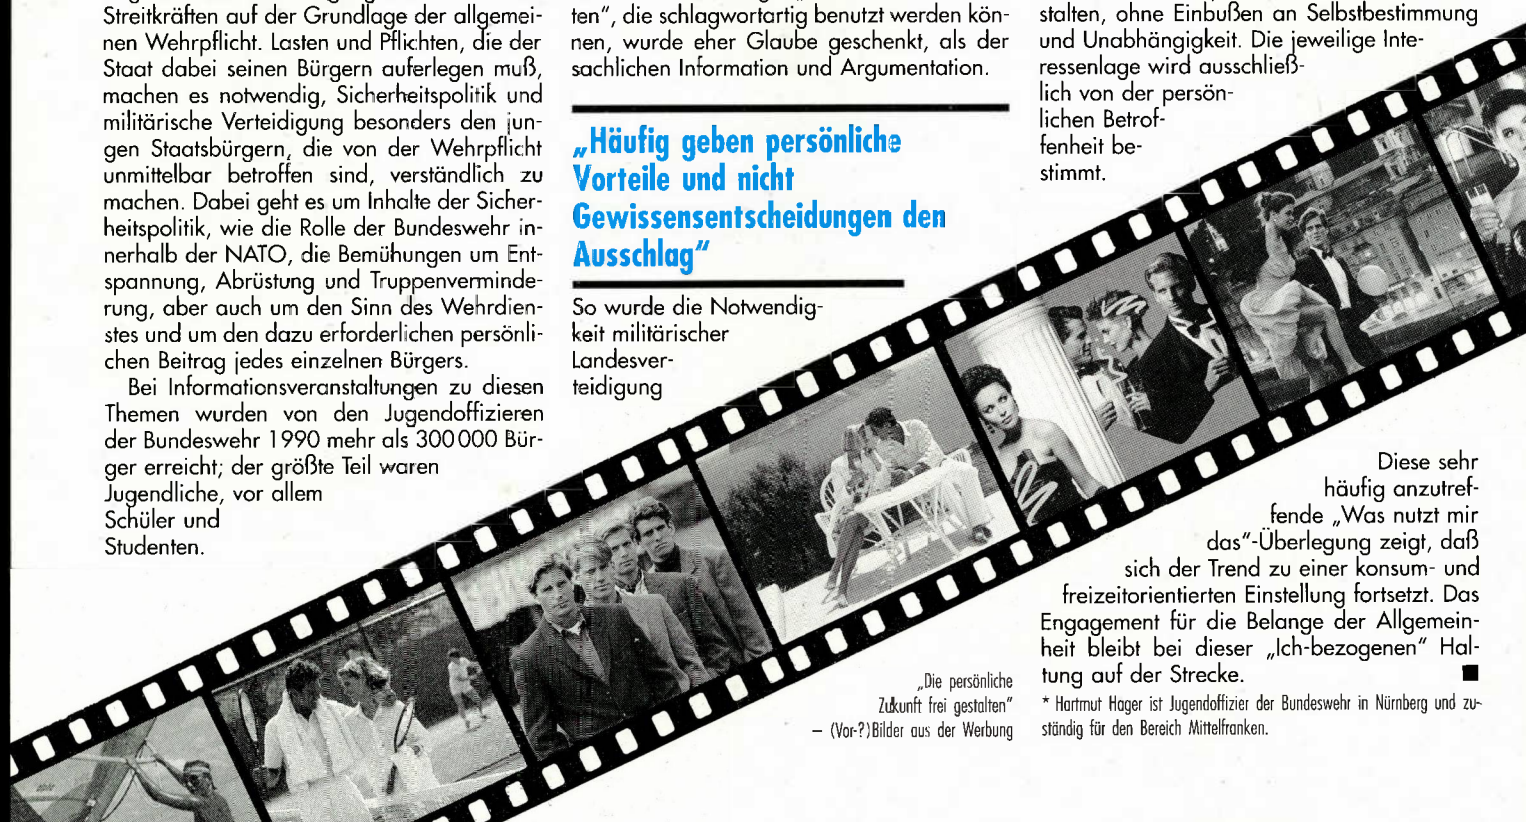 Streitkräften auf der Grundlage der allgemei-
nen Wehrpflicht. Lasten und Pflichten, die der
Staat dabei seinen Bürgern auferlegen muß,
machen es notwendig, Sicherheitspolitik und
militärische Verteidigung besonders den jun-
gen Staatsbürgern, die von der Wehrpflicht
unmittelbar betroffen sind, verständlich zu
machen. Dabei geht es um Inhalte der Sicher-
heitspolitik, wie die Rolle der Bundeswehr in-
nerhalb der NATO, die Bemühungen um Ent-
spannung, Abrüstung und Truppenverminde-
rung, aber auch um den Sinn des Wehrdien-
stes und um den dazu erforderlichen persönli-
chen Beitrag jedes einzelnen Bürgers.
Bei Informationsveranstaltungen zu diesen
Themen wurden von den Jugendoffizieren
der Bundeswehr 1990 mehr als 300000 Bür-
ger erreicht; der größte Teil waren
Jugendliche, vor allem
Schüler und
Studenten.
ten", die schlagwortartig benutzt werden kön-
nen, wurde eher Glaube geschenkt, als der
sachlichen Information und Argumentation.
„Häufig geben persönliche
Vorteile und nicht
Gewissensentscheidungen den
Ausschlag"
So wurde die Notwendig-
keit militärischer
Landesver-
teidigung
stalten, ohne Einbußen an Selbstbestimmung
und Unabhängigkeit. Die jeweilige Inte-
ressenlage wird ausschließ-
lich von der persön-
lichen Betrof-
fenheit be-
stimmt.
Diese sehr
häufig anzutref-
fende „Was nutzt mir
das"-Überlegung zeigt, daß
sich der Trend zu einer konsum- und
freizeitorientierten Einstellung fortsetzt. Das
Engagement für die Belange der Allgemein-
heit bleibt bei dieser „Ich-bezogenen" Hal-
tung auf der Strecke. ■
* Hartmut Hager ist Jugendoffizier der Bundeswehr in Nürnberg und zu-
ständig für den Bereich Mittelfranken.
„Die persönliche
Zukunft frei gestalten"
– (Vor-?)Bilder aus der Werbung